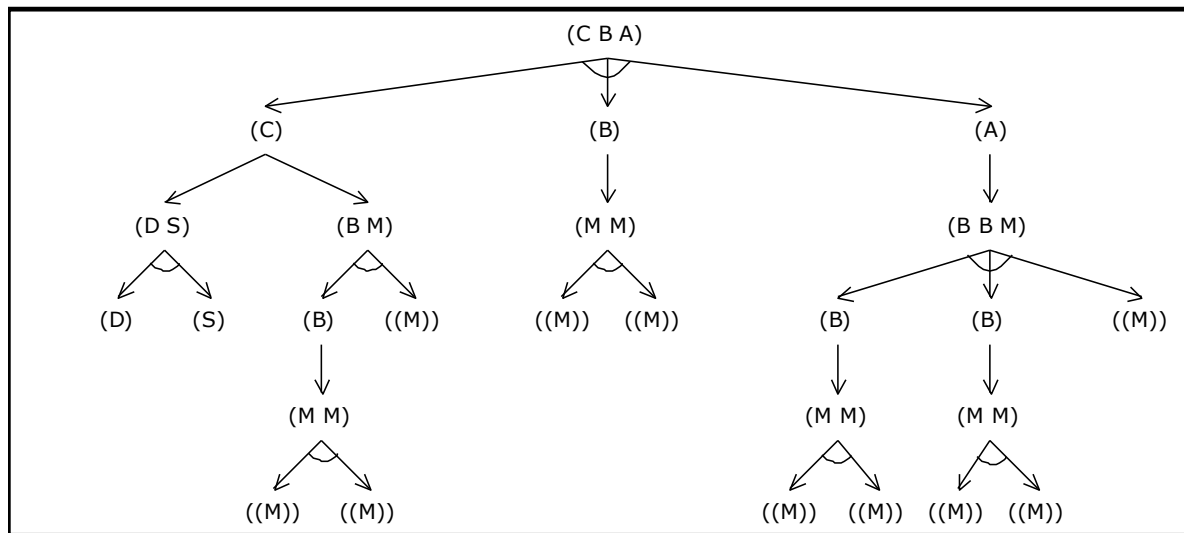 (C B A)
(C) (B) (A)
(D S) (B M) (M M) (B B M)
(D) (S) (B) ((M)) ((M)) ((M)) (B) (B) ((M))
(M M) (M M) (M M)
((M)) ((M)) ((M)) ((M)) ((M)) ((M))